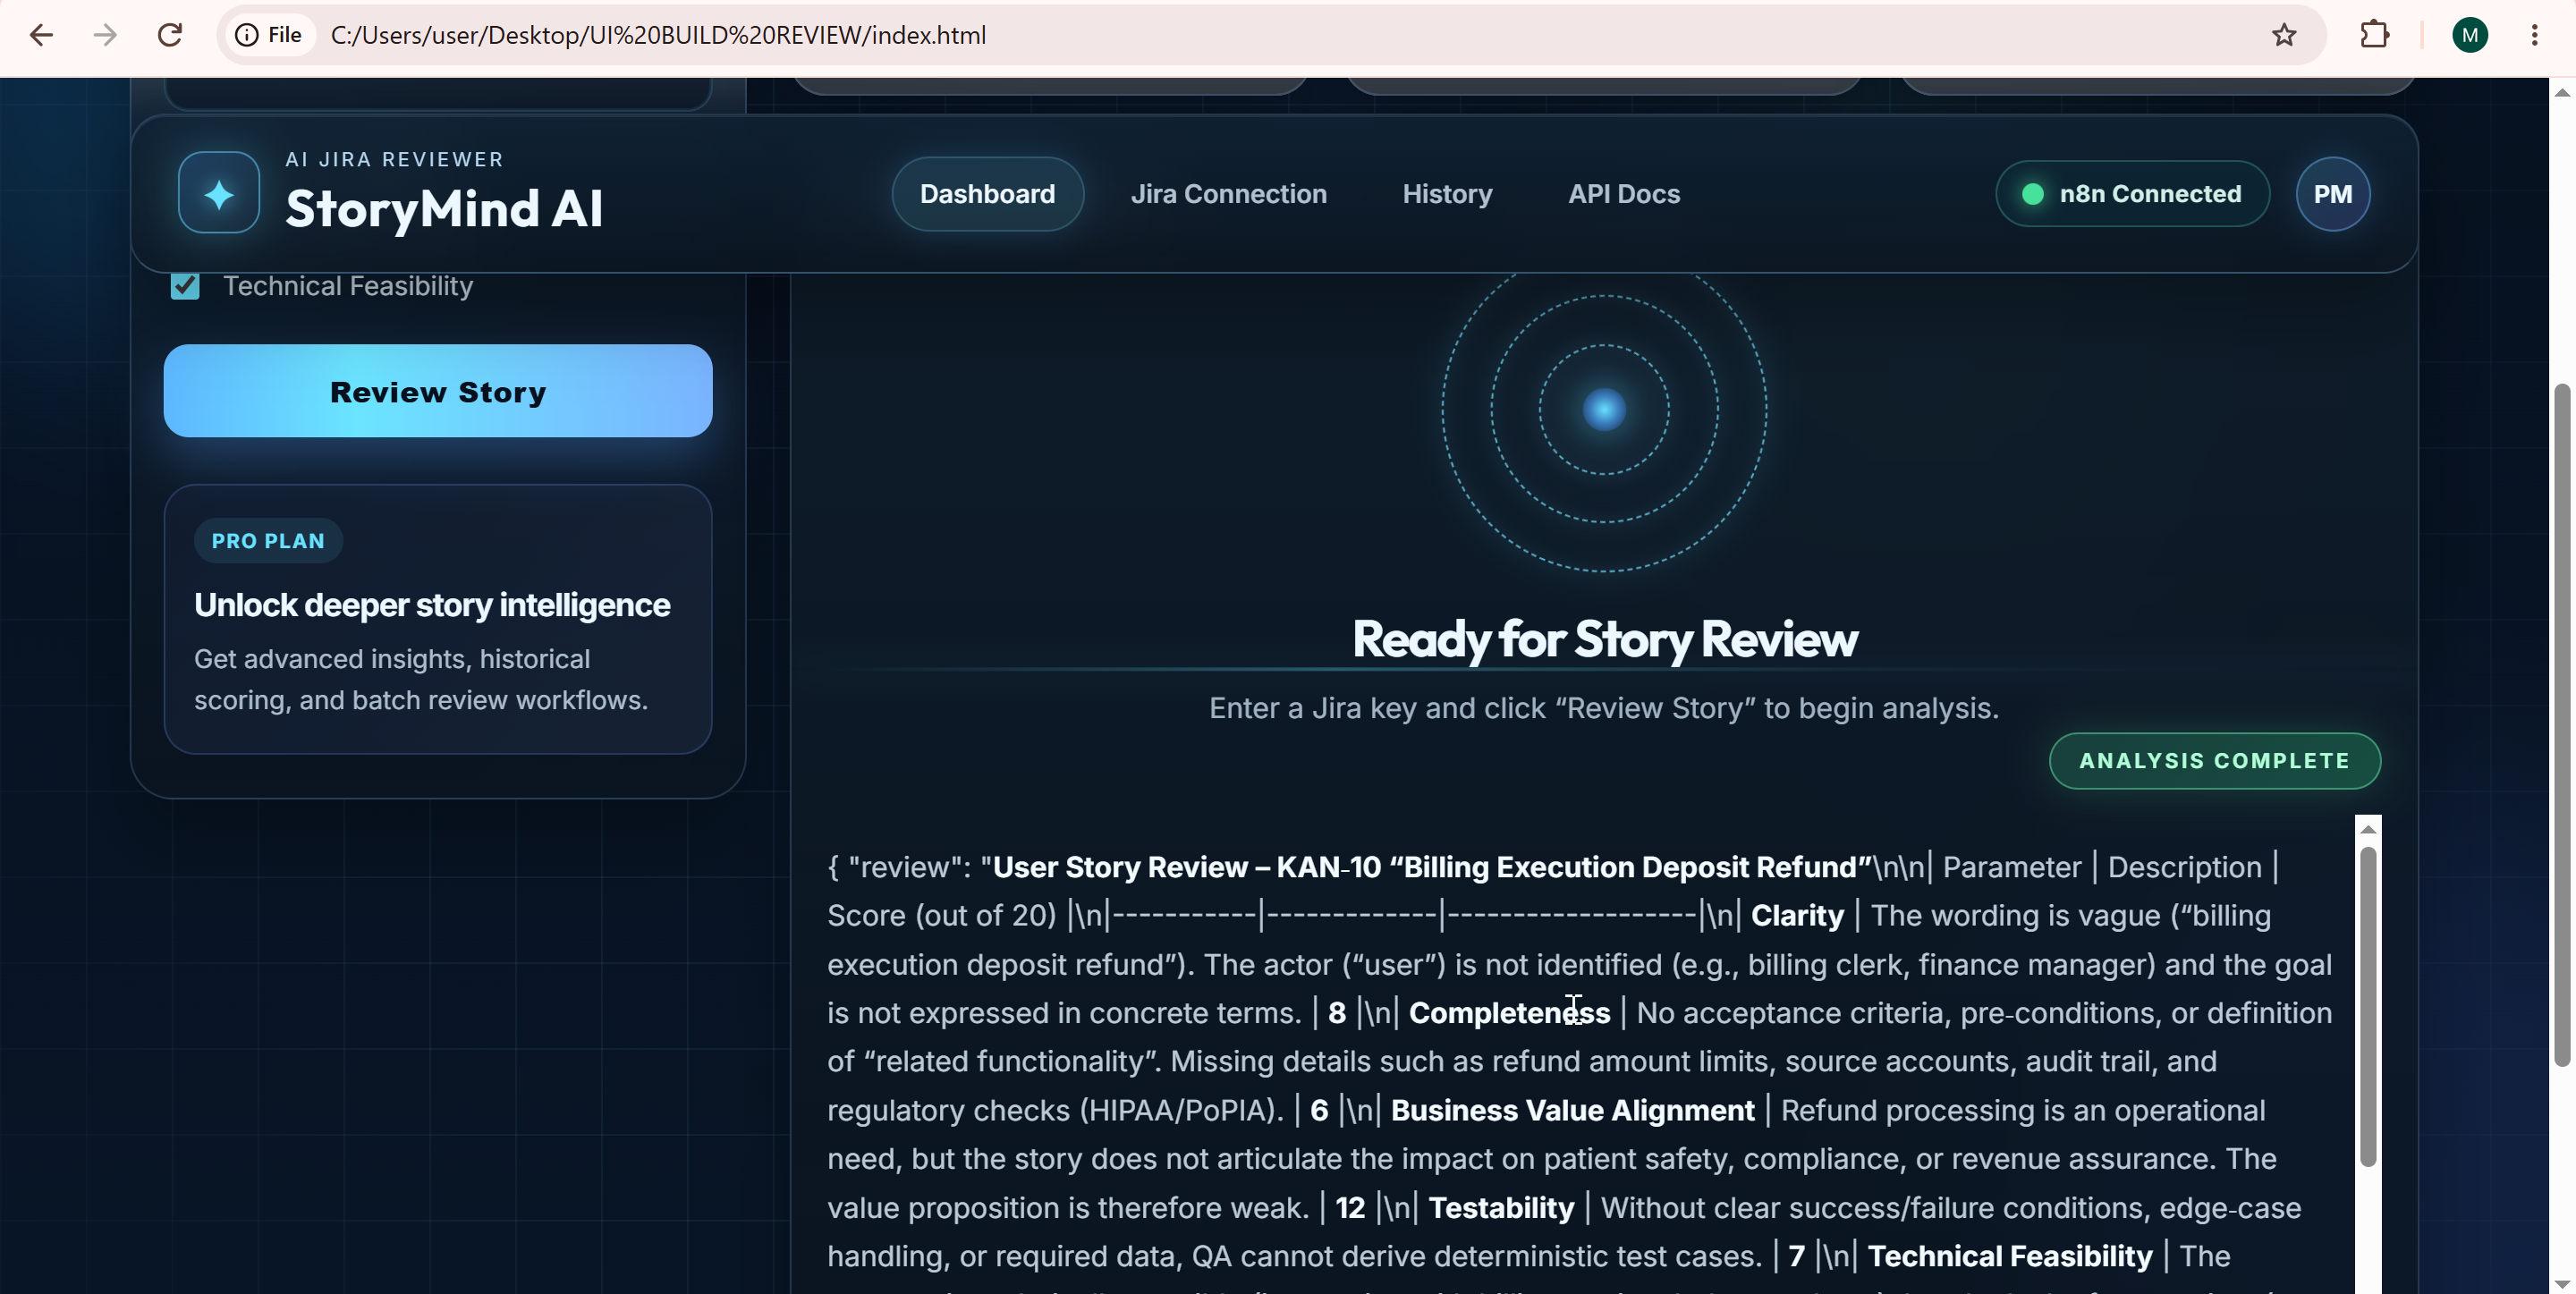 File
C:/Users/user/Desktop/UI%20BUILD%20REVIEW/index.html
M
AI JIRA REVIEWER
StoryMind AI
Dashboard
Jira Connection
History
API Docs
n8n Connected
PM
Technical Feasibility
Review Story
PRO PLAN
Unlock deeper story intelligence
Get advanced insights, historical
scoring, and batch review workflows.
Ready for Story Review
Enter a Jira key and click “Review Story” to begin analysis.
ANALYSIS COMPLETE
{ "review": "User Story Review – KAN-10 “Billing Execution Deposit Refund”\n\n| Parameter | Description |
Score (out of 20) |\n|-----------|-------------|-------------------|\n| Clarity | The wording is vague (“billing
execution deposit refund”). The actor (“user”) is not identified (e.g., billing clerk, finance manager) and the goal
is not expressed in concrete terms. | 8 |\n| Completeness | No acceptance criteria, pre-conditions, or definition
of “related functionality”. Missing details such as refund amount limits, source accounts, audit trail, and
regulatory checks (HIPAA/PoPIA). | 6 |\n| Business Value Alignment | Refund processing is an operational
need, but the story does not articulate the impact on patient safety, compliance, or revenue assurance. The
value proposition is therefore weak. | 12 |\n| Testability | Without clear success/failure conditions, edge-case
handling, or required data, QA cannot derive deterministic test cases. | 7 |\n| Technical Feasibility | The